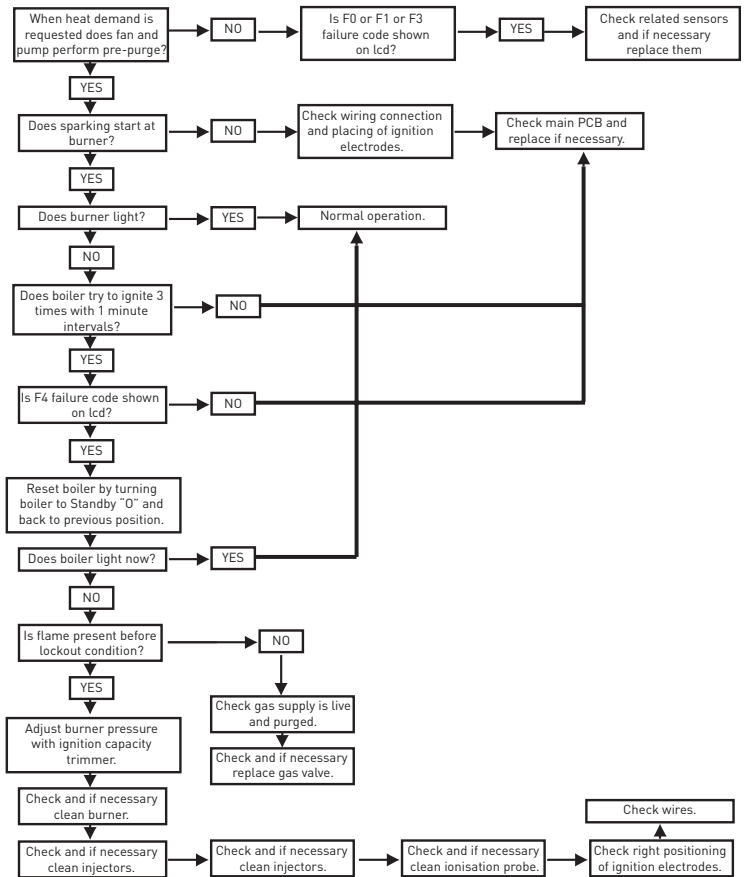 When heat demand is
requested does fan and
pump perform pre-purge?
NO
Is F0 or F1 or F3
failure code shown
on lcd?
YES
Check related sensors
and if necessary
replace them
YES
Does sparking start at
burner?
NO
Check wiring connection
and placing of ignition
electrodes.
Check main PCB and
replace if necessary.
YES
Does burner light?
YES
Normal operation.
NO
Does boiler try to ignite 3
times with 1 minute
intervals?
NO
YES
Is F4 failure code shown
on lcd?
NO
YES
Reset boiler by turning
boiler to Standby "O" and
back to previous position.
Does boiler light now?
YES
NO
Is flame present before
lockout condition?
NO
YES
Check gas supply is live
and purged.
Adjust burner pressure
with ignition capacity
trimmer.
Check and if necessary
replace gas valve.
Check and if necessary
clean burner.
Check wires.
Check and if necessary
clean injectors.
Check and if necessary
clean injectors.
Check and if necessary
clean ionisation probe.
Check right positioning
of ignition electrodes.